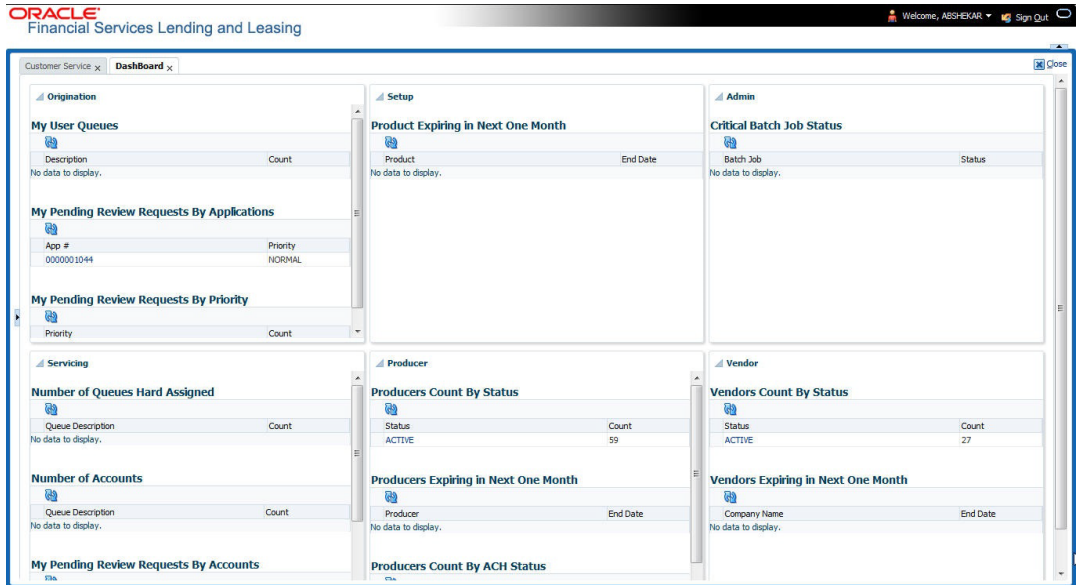 ORACLE
Financial Services Lending and Leasing
Welcome, ABSHEKAR
Sign Out
Customer Service
DashBoard
Close
Origination
My User Queues
Description Count
No data to display.
My Pending Review Requests By Applications
App # Priority
0000001044 NORMAL
My Pending Review Requests By Priority
Priority Count
Setup
Product Expiring in Next One Month
Product End Date
No data to display.
Admin
Critical Batch Job Status
Batch Job Status
No data to display.
Servicing
Number of Queues Hard Assigned
Queue Description Count
No data to display.
Number of Accounts
Queue Description Count
No data to display.
My Pending Review Requests By Accounts
Producer
Producers Count By Status
Status Count
ACTIVE 59
Producers Expiring in Next One Month
Producer End Date
No data to display.
Producers Count By ACH Status
Vendor
Vendors Count By Status
Status Count
ACTIVE 27
Vendors Expiring in Next One Month
Company Name End Date
No data to display.